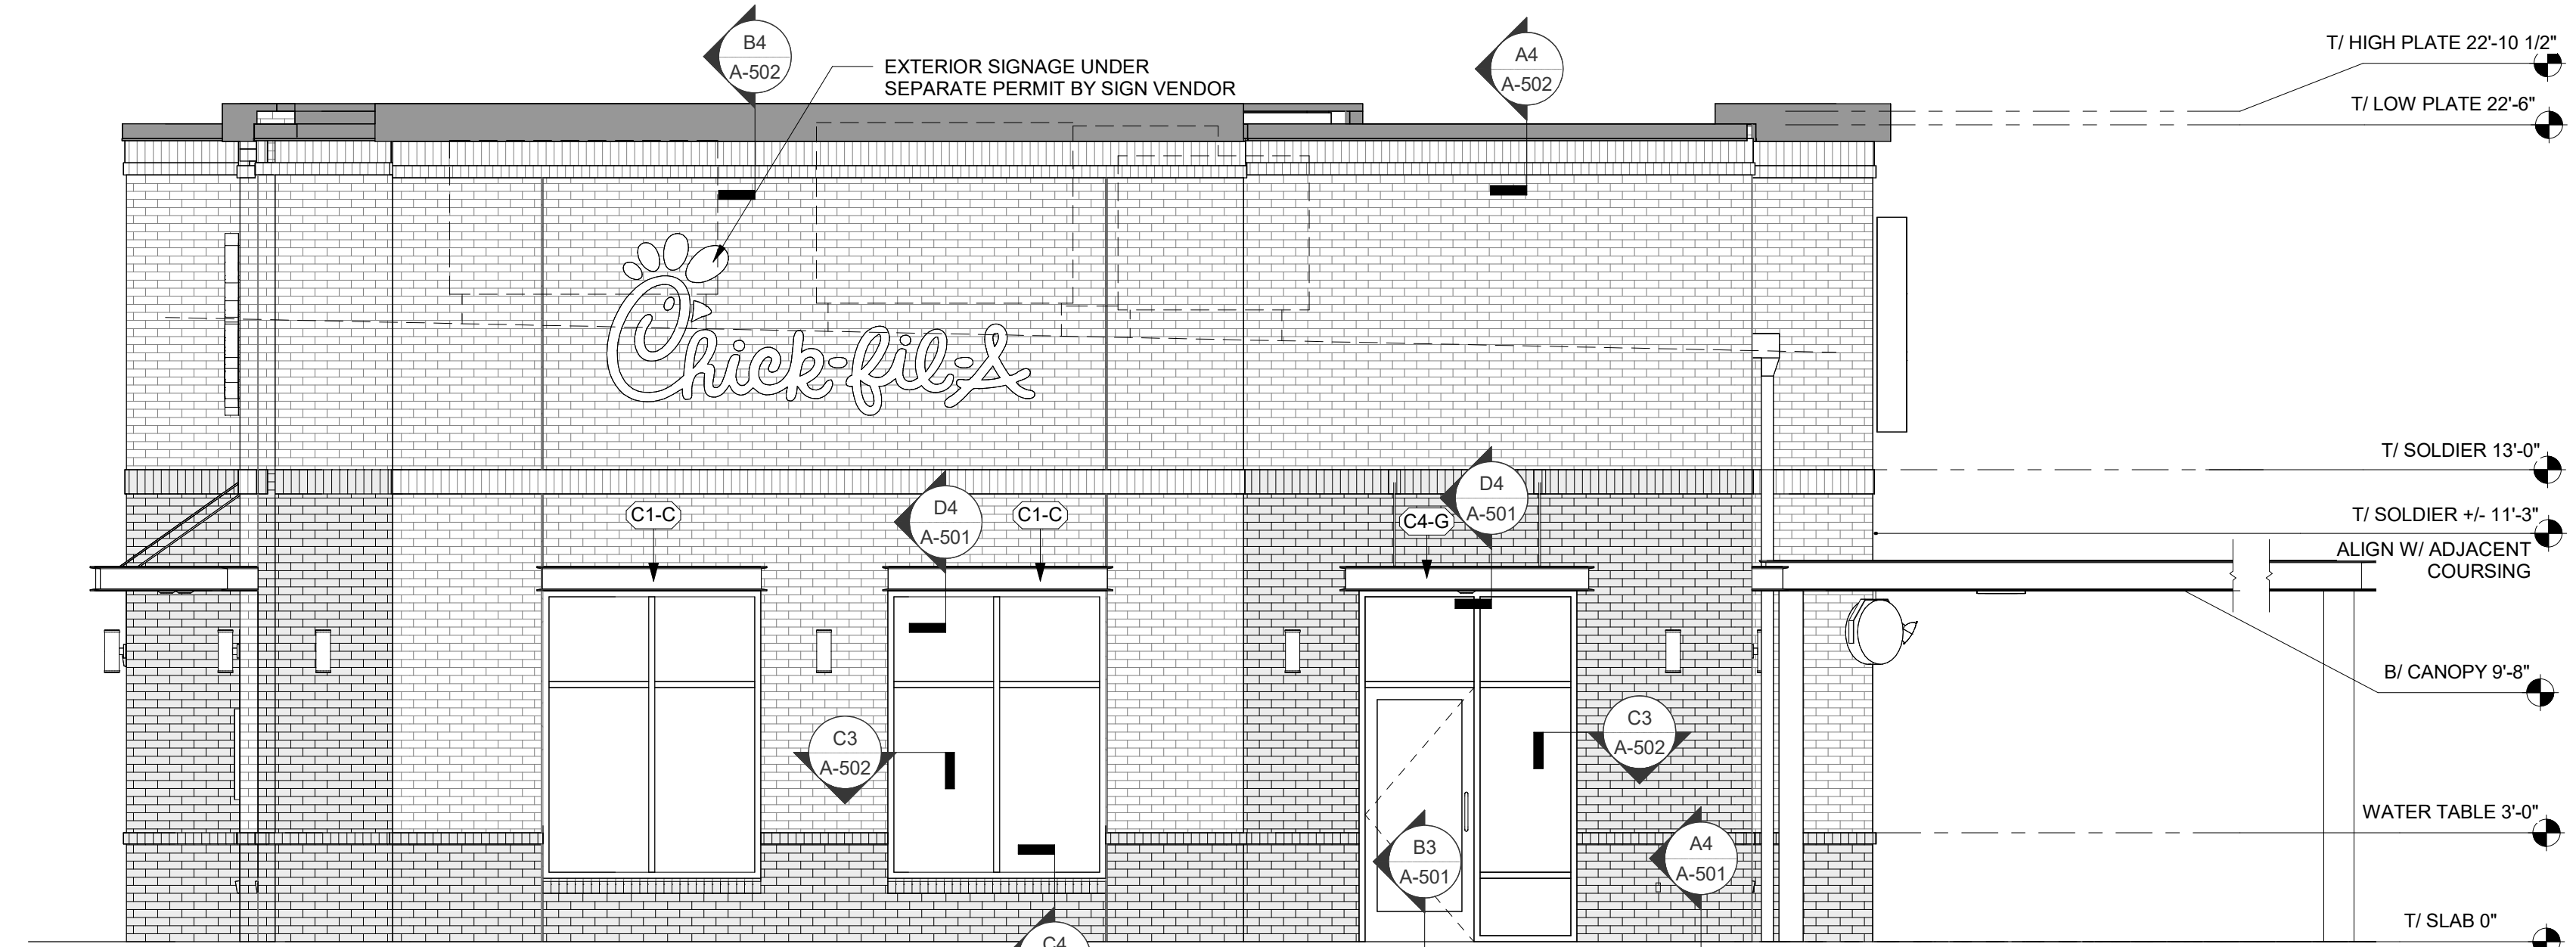 B4
A-502
EXTERIOR SIGNAGE UNDER
SEPARATE PERMIT BY SIGN VENDOR
A4
A-502
T/ HIGH PLATE 22'-10 1/2"
T/ LOW PLATE 22'-6"
Chick-fil-A
T/ SOLDIER 13'-0"
C1-C
D4
A-501
C1-C
C4-G
D4
A-501
T/ SOLDIER +/- 11'-3"
ALIGN W/ ADJACENT
COURSING
B/ CANOPY 9'-8"
C3
A-502
C3
A-502
WATER TABLE 3'-0"
B3
A-501
A4
A-501
T/ SLAB 0"
C4